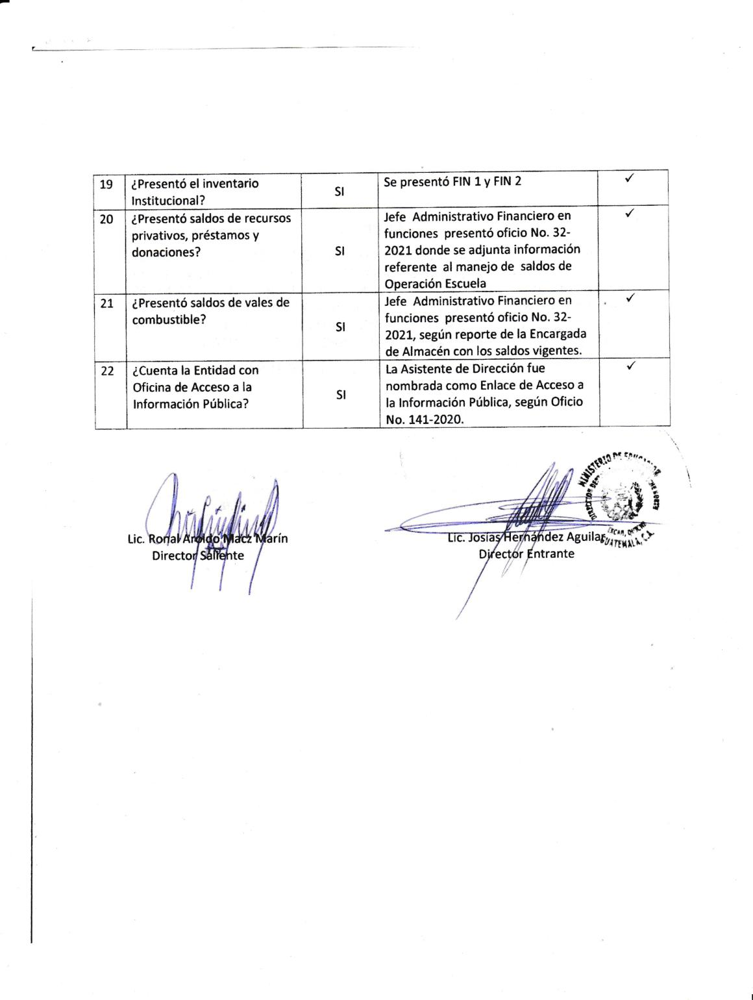 19
¿Presentó el inventario
Institucional?
SI
Se presentó FIN 1 y FIN 2
✓
20
¿Presentó saldos de recursos
privativos, préstamos y
donaciones?
SI
Jefe Administrativo Financiero en
funciones presentó oficio No. 32-
2021 donde se adjunta información
referente al manejo de saldos de
Operación Escuela
✓
21
¿Presentó saldos de vales de
combustible?
SI
Jefe Administrativo Financiero en
funciones presentó oficio No. 32-
2021, según reporte de la Encargada
de Almacén con los saldos vigentes.
✓
22
¿Cuenta la Entidad con
Oficina de Acceso a la
Información Pública?
SI
La Asistente de Dirección fue
nombrada como Enlace de Acceso a
la Información Pública, según Oficio
No. 141-2020.
✓
Lic. Ronal Aroldo Macz Marín
Director Saliente
Lic. Josías Hernández Aguilar
Director Entrante
MINISTERIO DE EDUCACION
GUATEMALA, C.A.